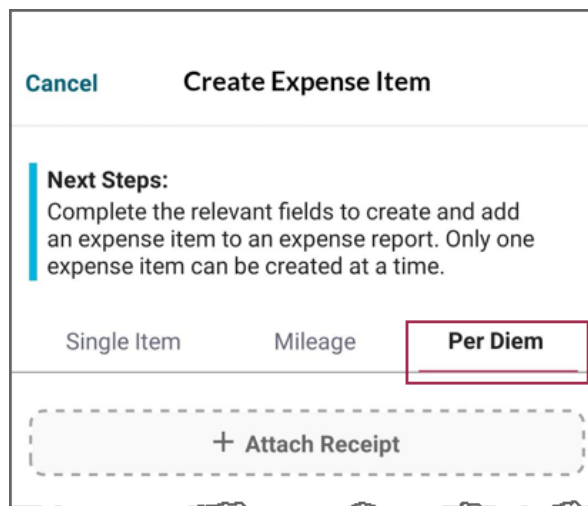 Cancel Create Expense Item
Next Steps:
Complete the relevant fields to create and add
an expense item to an expense report. Only one
expense item can be created at a time.
Single Item Mileage Per Diem
+ Attach Receipt